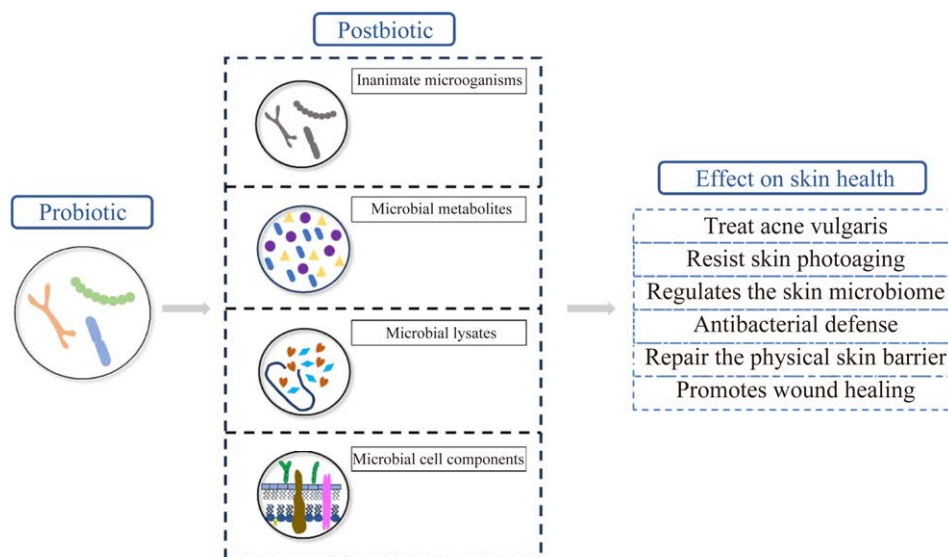 Postbiotic
Inanimate microoganisms
Probiotic
Microbial metabolites
Microbial lysates
Microbial cell components
Effect on skin health
Treat acne vulgaris
Resist skin photoaging
Regulates the skin microbiome
Antibacterial defense
Repair the physical skin barrier
Promotes wound healing